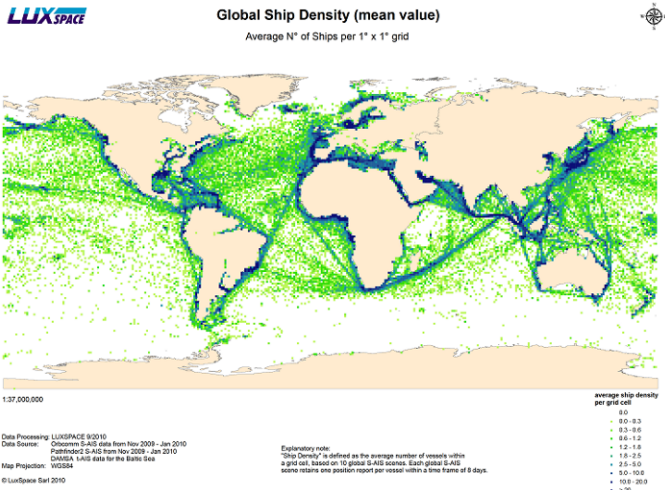 LUXSPACE
Global Ship Density (mean value)
Average N° of Ships per 1° x 1° grid
1:37,000,000
Data Processing: LUXSPACE 9/2010
Data Source: Orbcomm S-AIS data from Nov 2009 - Jan 2010
Pathfinder2 S-AIS from Nov 2009 - Jan 2010
DAMSA t-AIS data for the Baltic Sea
Map Projection: WGS84
© LuxSpace Sarl 2010
Explanatory note:
"Ship Density" is defined as the average number of vessels within
a grid cell, based on 10 global S-AIS scenes. Each global S-AIS
scene retains one position report per vessel within a time frame of 8 days.
average ship density
per grid cell
0.0
0.0 - 0.3
0.3 - 0.6
0.6 - 1.2
1.2 - 1.8
1.8 - 2.5
2.5 - 5.0
5.0 - 10.0
10.0 - 20.0